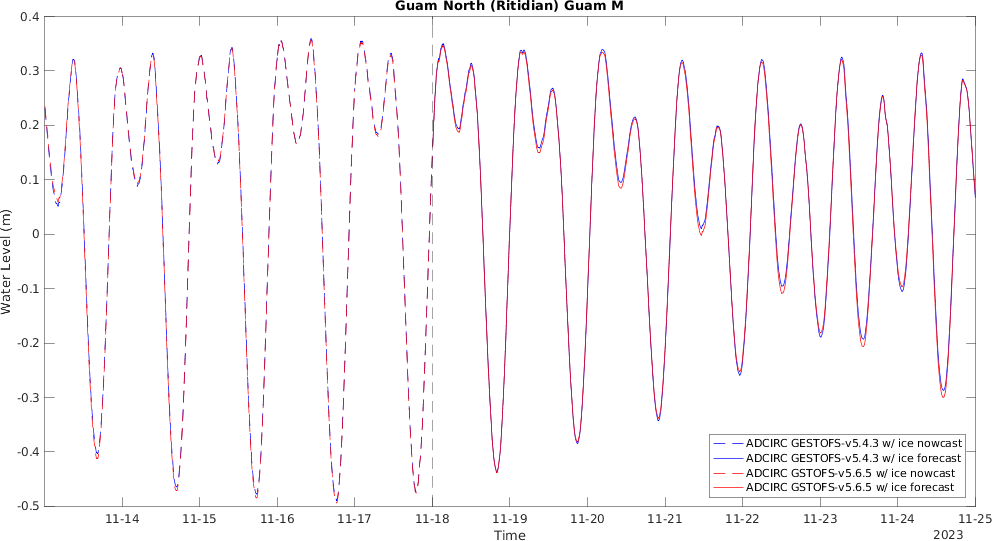 Guam North (Ritidian) Guam M
0.4
0.3
0.2
0.1
0
-0.1
-0.2
-0.3
-0.4
-0.5
Water Level (m)
ADCIRC GESTOFS-v5.4.3 w/ ice nowcast
ADCIRC GESTOFS-v5.4.3 w/ ice forecast
ADCIRC GSTOFS-v5.6.5 w/ ice nowcast
ADCIRC GSTOFS-v5.6.5 w/ ice forecast
11-14 11-15 11-16 11-17 11-18 11-19 11-20 11-21 11-22 11-23 11-24 11-25
Time
2023